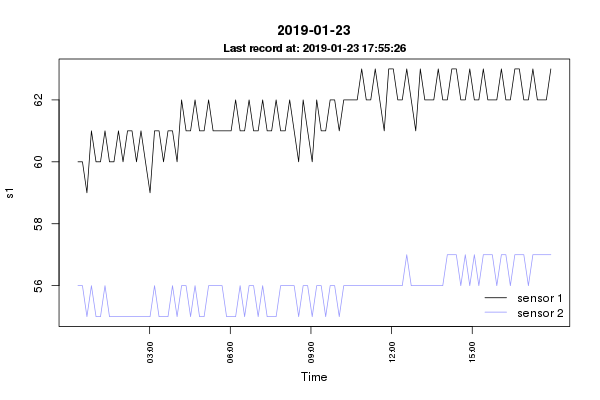 2019-01-23
Last record at: 2019-01-23 17:55:26
s1
62
60
58
56
sensor 1
sensor 2
03:00
06:00
09:00
12:00
15:00
Time